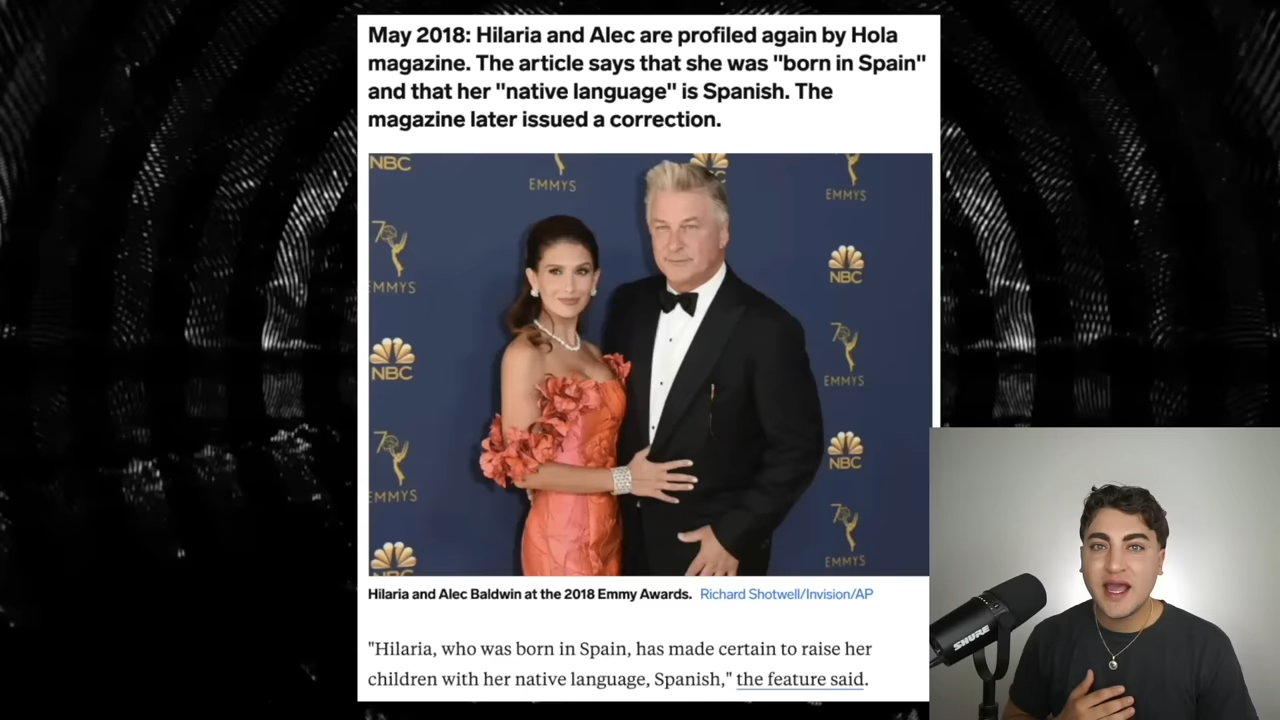 May 2018: Hilaria and Alec are profiled again by Hola
magazine. The article says that she was "born in Spain"
and that her "native language" is Spanish. The
magazine later issued a correction.
NBC
EMMYS
EMMYS
EMMYS
NBC
NBC
EMMYS
EMMYS
NBC
EMMYS
NBC
EMMYS
Hilaria and Alec Baldwin at the 2018 Emmy Awards. Richard Shotwell/Invision/AP
"Hilaria, who was born in Spain, has made certain to raise her
children with her native language, Spanish," the feature said.
SHURE